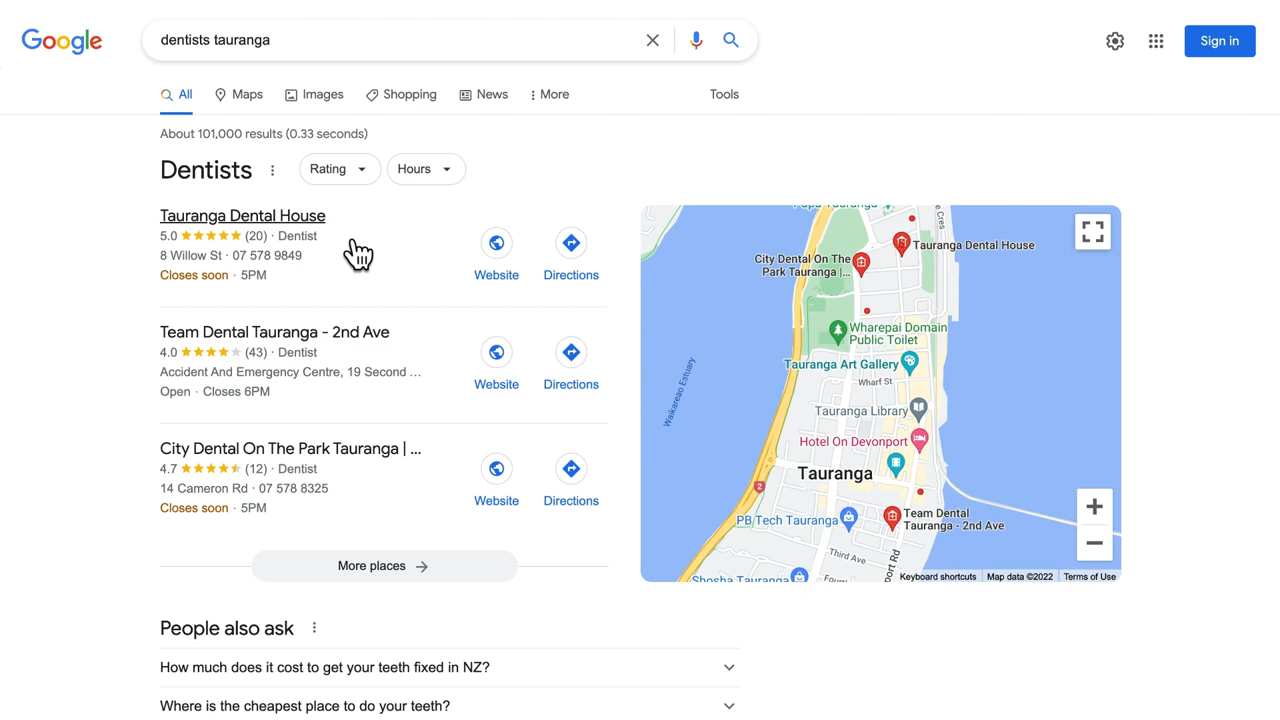 Google
dentists tauranga
Sign in
All
Maps
Images
Shopping
News
More
Tools
About 101,000 results (0.33 seconds)
Dentists
Rating
Hours
Tauranga Dental House
5.0 (20) · Dentist
8 Willow St · 07 578 9849
Closes soon · 5PM
Website
Directions
Team Dental Tauranga - 2nd Ave
4.0 (43) · Dentist
Accident And Emergency Centre, 19 Second ...
Open · Closes 6PM
Website
Directions
City Dental On The Park Tauranga | ...
4.7 (12) · Dentist
14 Cameron Rd · 07 578 8325
Closes soon · 5PM
Website
Directions
More places
Tauranga Dental House
City Dental On The
Park Tauranga |...
Wharepai Domain
Public Toilet
Tauranga Art Gallery
Wharf St
Waikareao Estuary
Tauranga Library
Hotel On Devonport
Tauranga
2
PB Tech Tauranga
Team Dental
Tauranga - 2nd Ave
Third Ave
Shosha Tauranga
Keyboard shortcuts
Map data ©2022
Terms of Use
People also ask
How much does it cost to get your teeth fixed in NZ?
Where is the cheapest place to do your teeth?